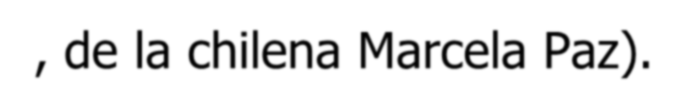 , de la chilena Marcela Paz).